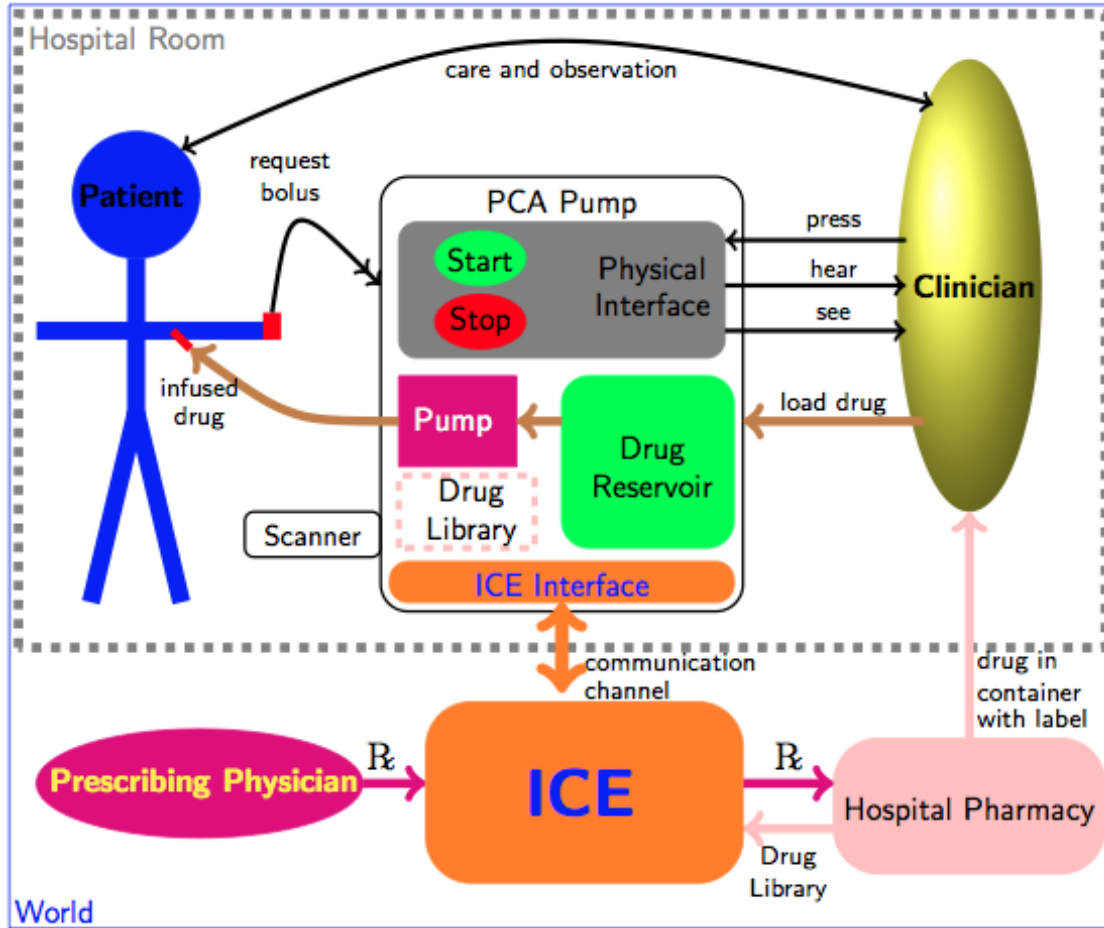 Hospital Room
care and observation
request
bolus
Patient
PCA Pump
Start
Stop
Physical
Interface
press
hear
see
Clinician
infused
drug
Pump
Drug
Reservoir
load drug
Drug
Library
Scanner
ICE Interface
communication
channel
drug in
container
with label
Prescribing Physician
℞
ICE
℞
Hospital Pharmacy
Drug
Library
World